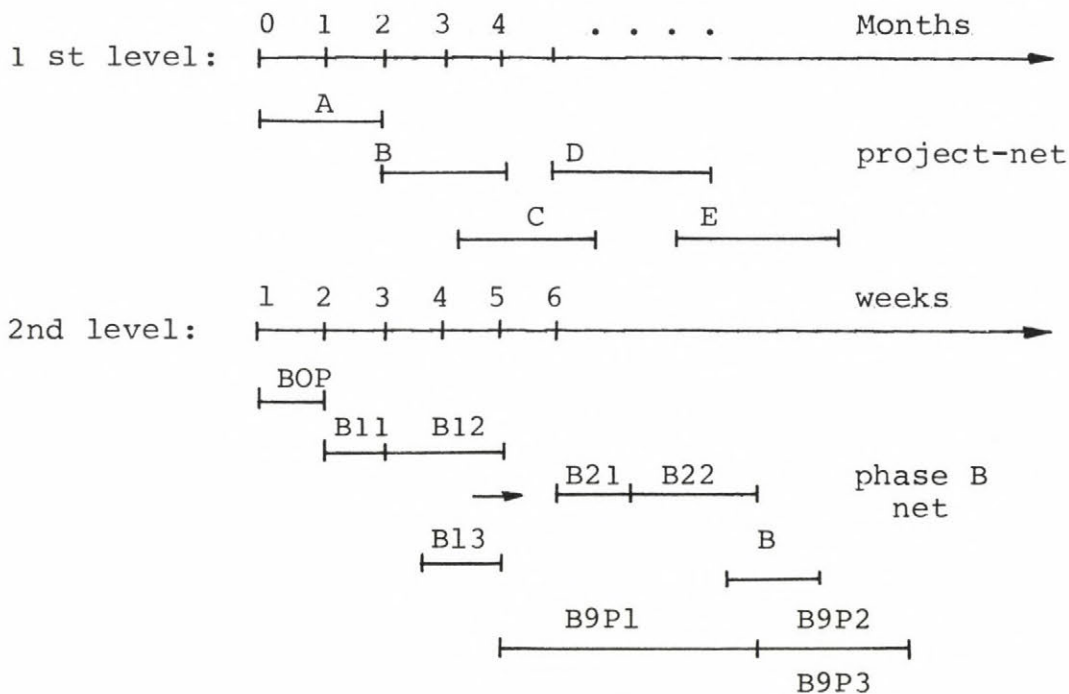 0 1 2 3 4 . . . . Months
1 st level:
A
B D project-net
C E
1 2 3 4 5 6 weeks
2nd level:
BOP
B11 B12
B21 B22 phase B
net
B13 B
B9P1 B9P2
B9P3